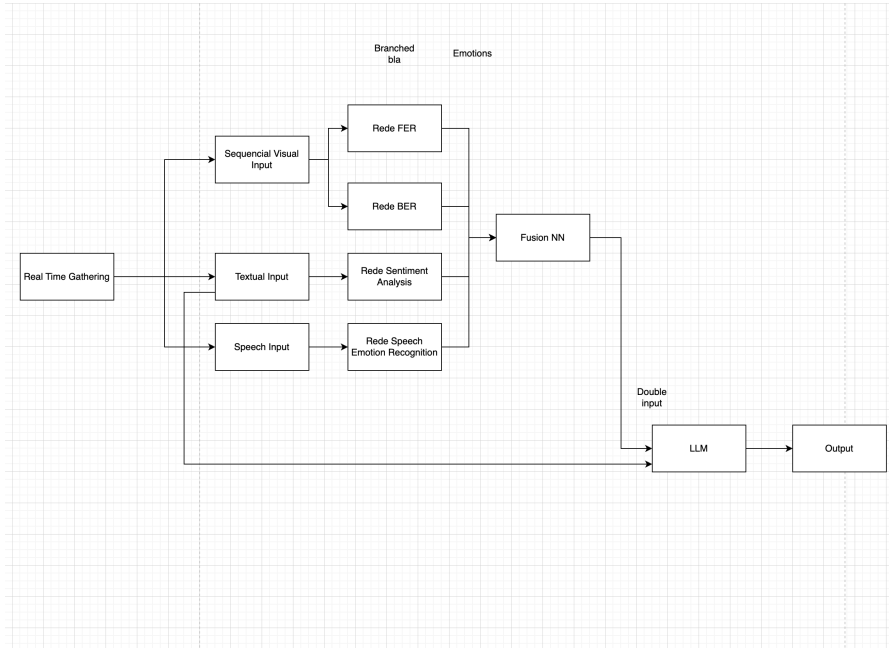 Branched
bla
Emotions
Rede FER
Sequencial Visual
Input
Rede BER
Fusion NN
Real Time Gathering
Textual Input
Rede Sentiment
Analysis
Speech Input
Rede Speech
Emotion Recognition
Double
input
LLM
Output